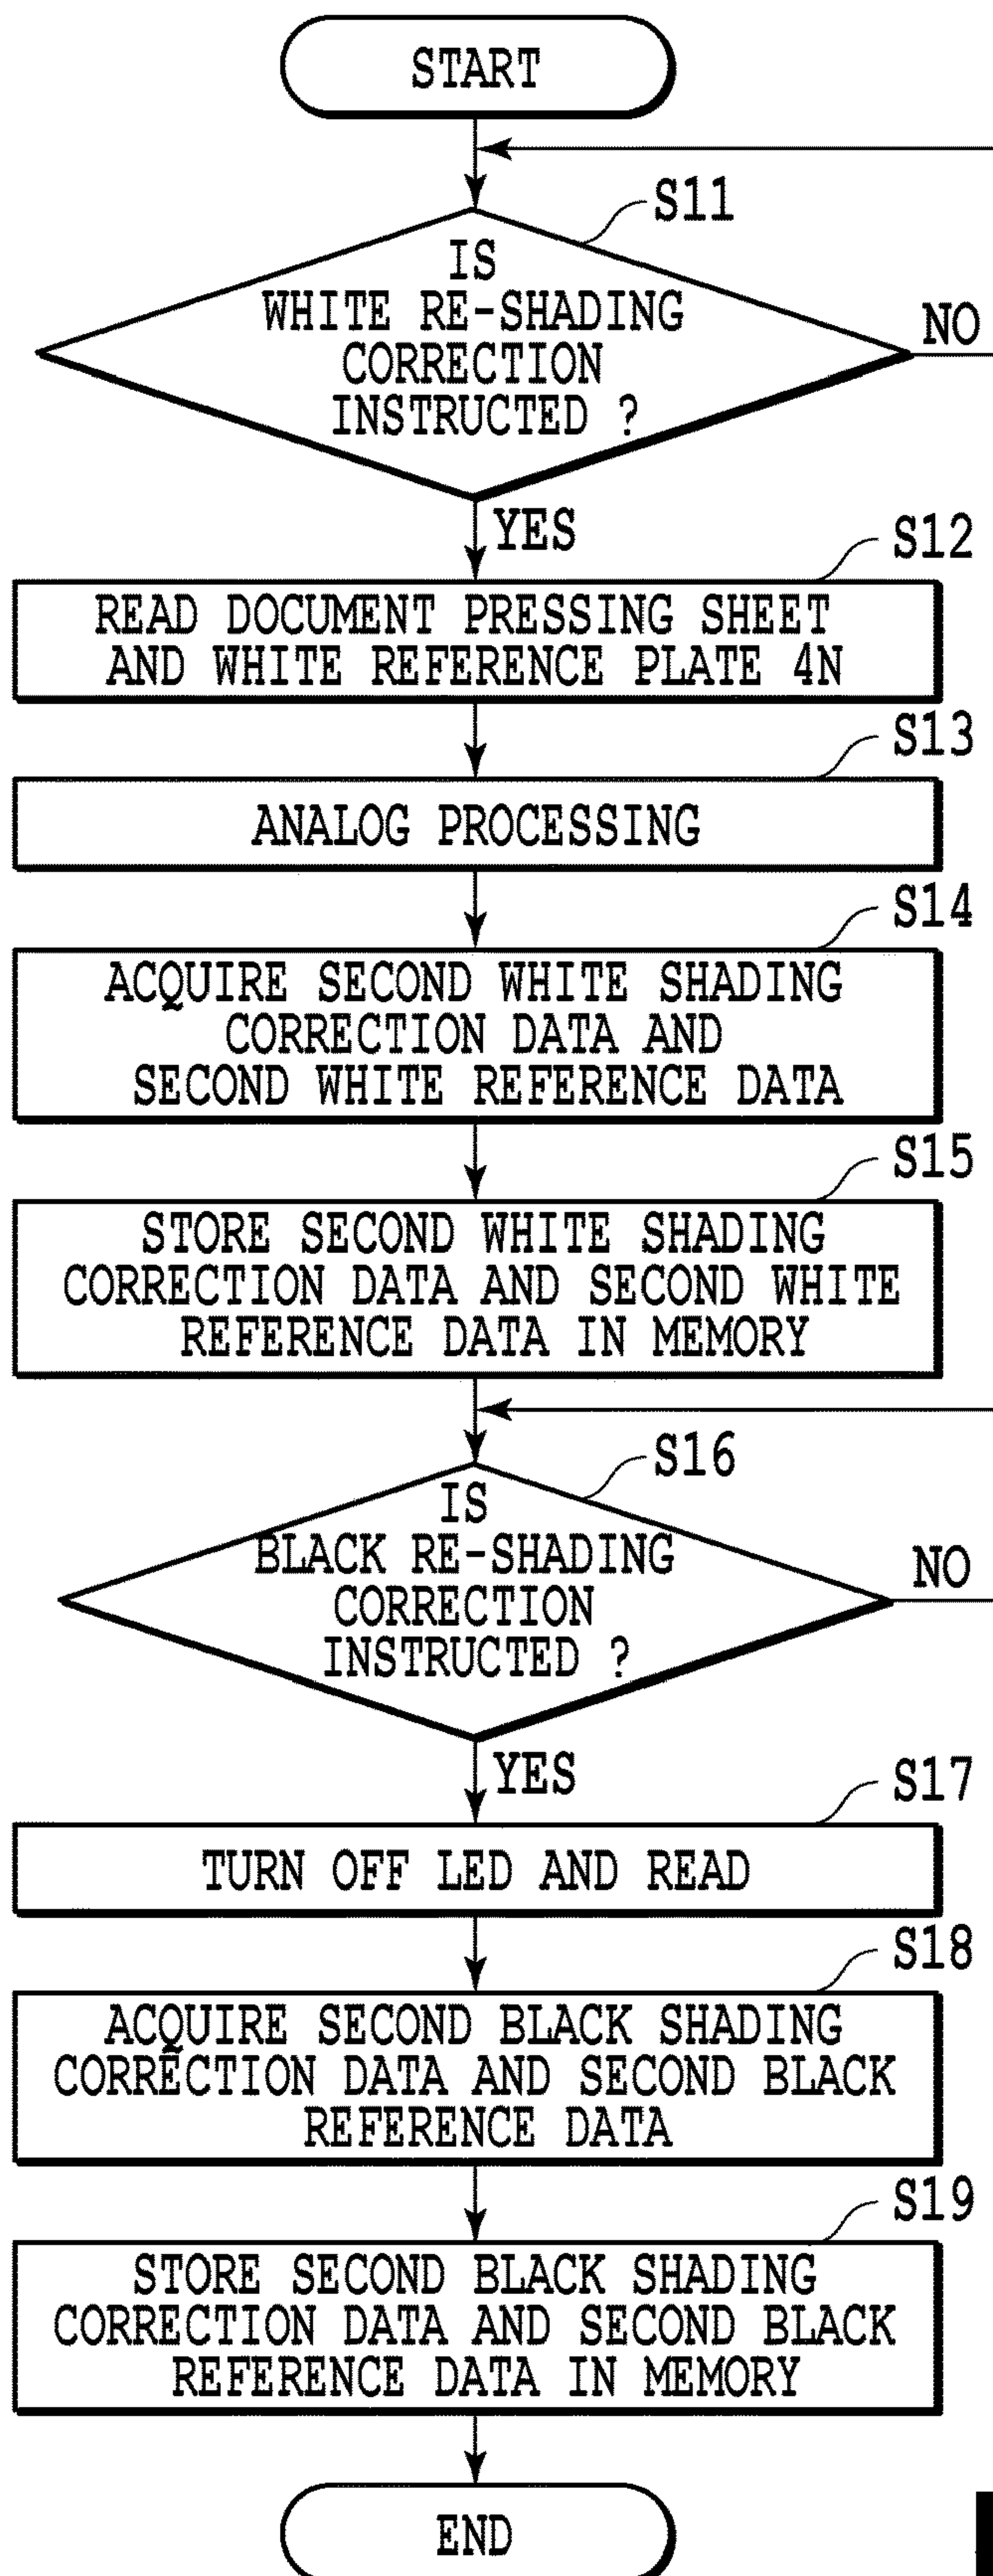 START
S11
IS
WHITE RE-SHADING
CORRECTION
INSTRUCTED ?
NO
YES
S12
READ DOCUMENT PRESSING SHEET
AND WHITE REFERENCE PLATE 4N
S13
ANALOG PROCESSING
S14
ACQUIRE SECOND WHITE SHADING
CORRECTION DATA AND
SECOND WHITE REFERENCE DATA
S15
STORE SECOND WHITE SHADING
CORRECTION DATA AND SECOND WHITE
REFERENCE DATA IN MEMORY
S16
IS
BLACK RE-SHADING
CORRECTION
INSTRUCTED ?
NO
YES
S17
TURN OFF LED AND READ
S18
ACQUIRE SECOND BLACK SHADING
CORRECTION DATA AND SECOND BLACK
REFERENCE DATA
S19
STORE SECOND BLACK SHADING
CORRECTION DATA AND SECOND BLACK
REFERENCE DATA IN MEMORY
END